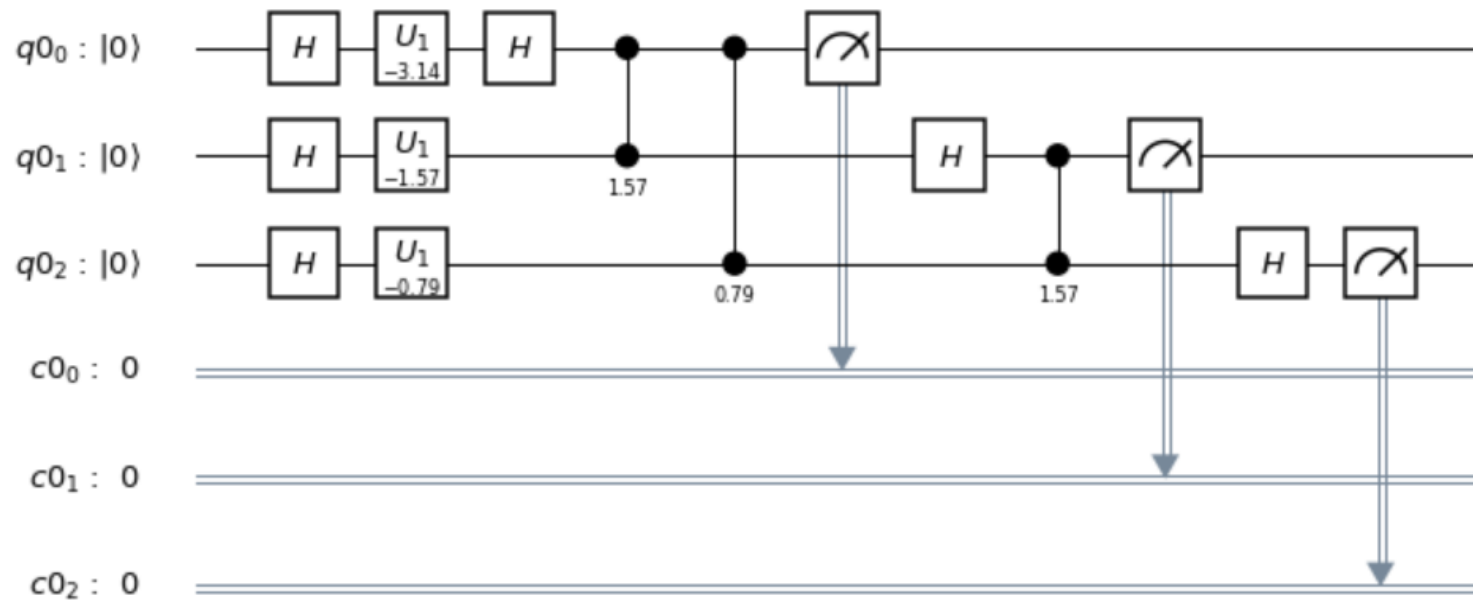 q0₀ : |0⟩ H U₁ −3.14 H
q0₁ : |0⟩ H U₁ −1.57 1.57 H
q0₂ : |0⟩ H U₁ −0.79 0.79 1.57 H
c0₀ : 0
c0₁ : 0
c0₂ : 0